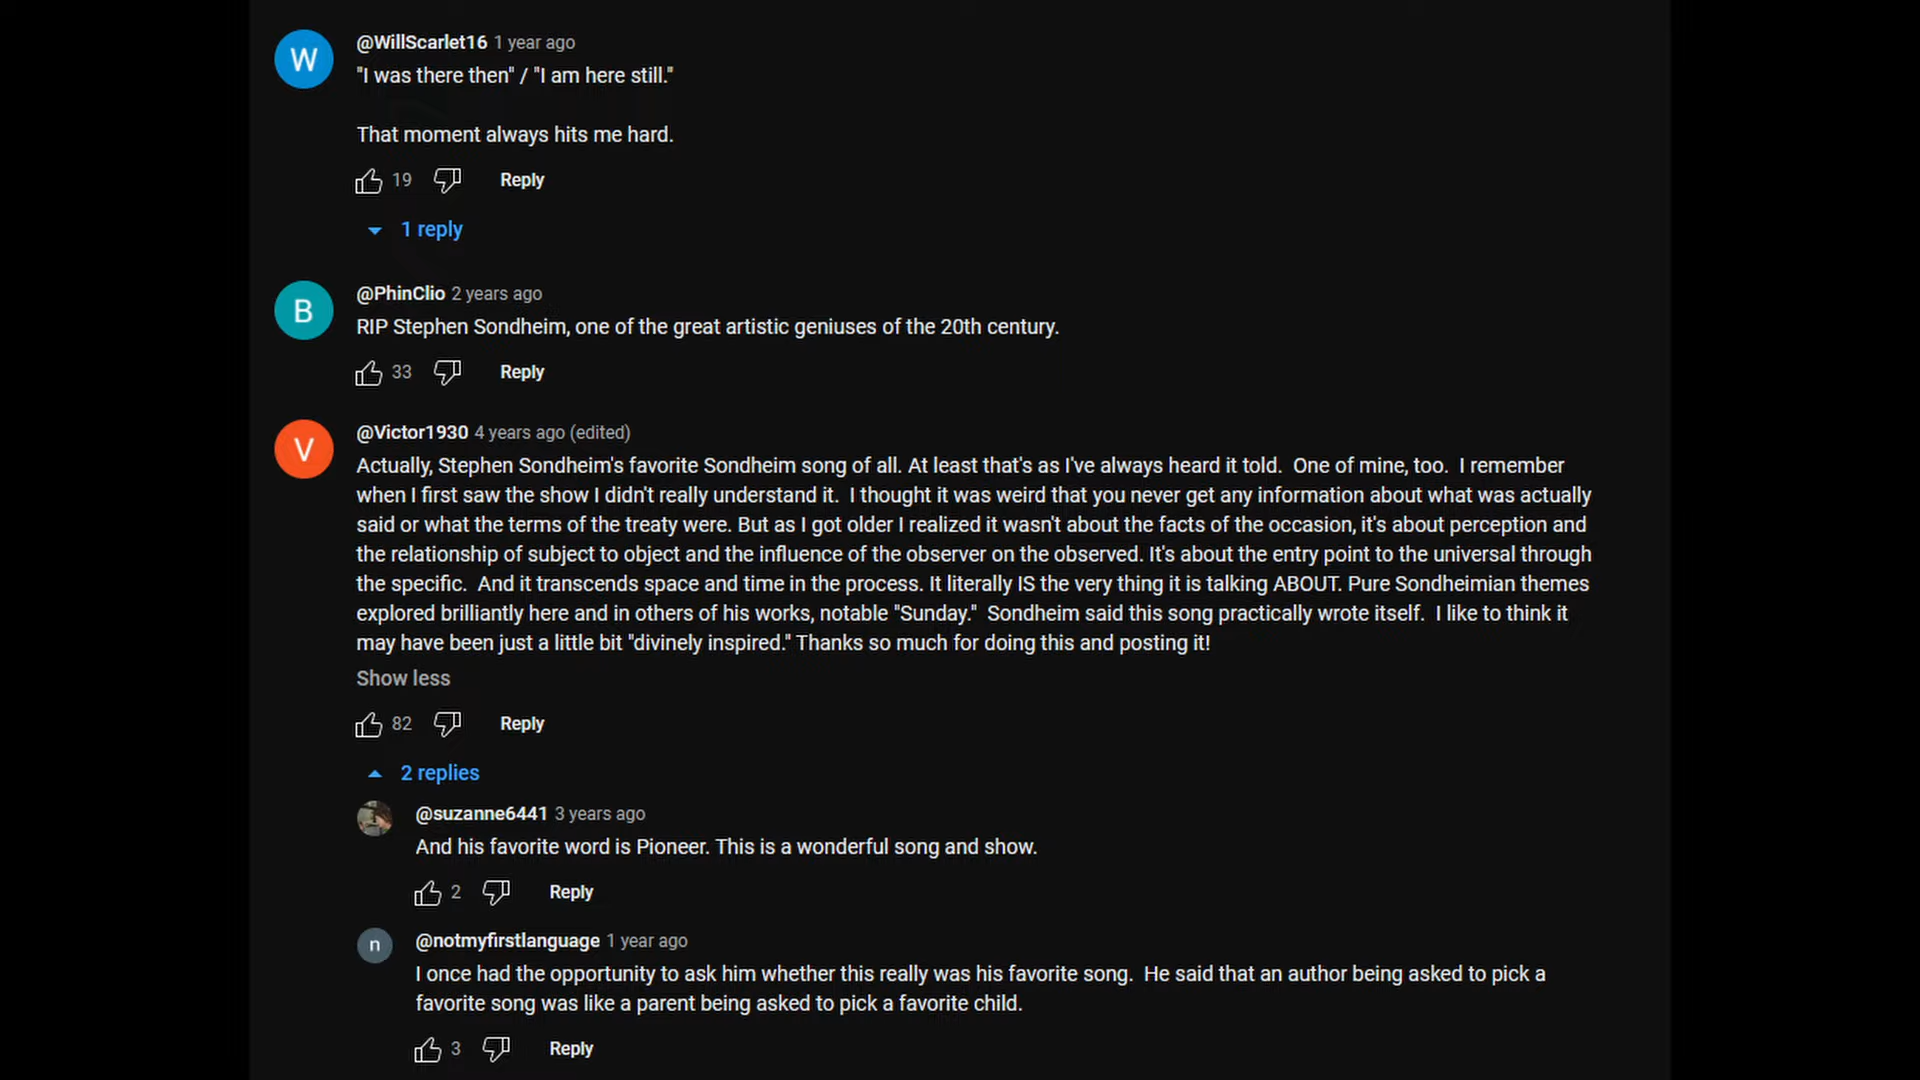 W
@WillScarlet16 1 year ago
"I was there then" / "I am here still."
That moment always hits me hard.
19 Reply
1 reply
B
@PhinClio 2 years ago
RIP Stephen Sondheim, one of the great artistic geniuses of the 20th century.
33 Reply
V
@Victor1930 4 years ago (edited)
Actually, Stephen Sondheim's favorite Sondheim song of all. At least that's as I've always heard it told.  One of mine, too.  I remember
when I first saw the show I didn't really understand it.  I thought it was weird that you never get any information about what was actually
said or what the terms of the treaty were. But as I got older I realized it wasn't about the facts of the occasion, it's about perception and
the relationship of subject to object and the influence of the observer on the observed. It's about the entry point to the universal through
the specific.  And it transcends space and time in the process. It literally IS the very thing it is talking ABOUT. Pure Sondheimian themes
explored brilliantly here and in others of his works, notable "Sunday."  Sondheim said this song practically wrote itself.  I like to think it
may have been just a little bit "divinely inspired." Thanks so much for doing this and posting it!
Show less
82 Reply
2 replies
@suzanne6441 3 years ago
And his favorite word is Pioneer. This is a wonderful song and show.
2 Reply
n
@notmyfirstlanguage 1 year ago
I once had the opportunity to ask him whether this really was his favorite song.  He said that an author being asked to pick a
favorite song was like a parent being asked to pick a favorite child.
3 Reply